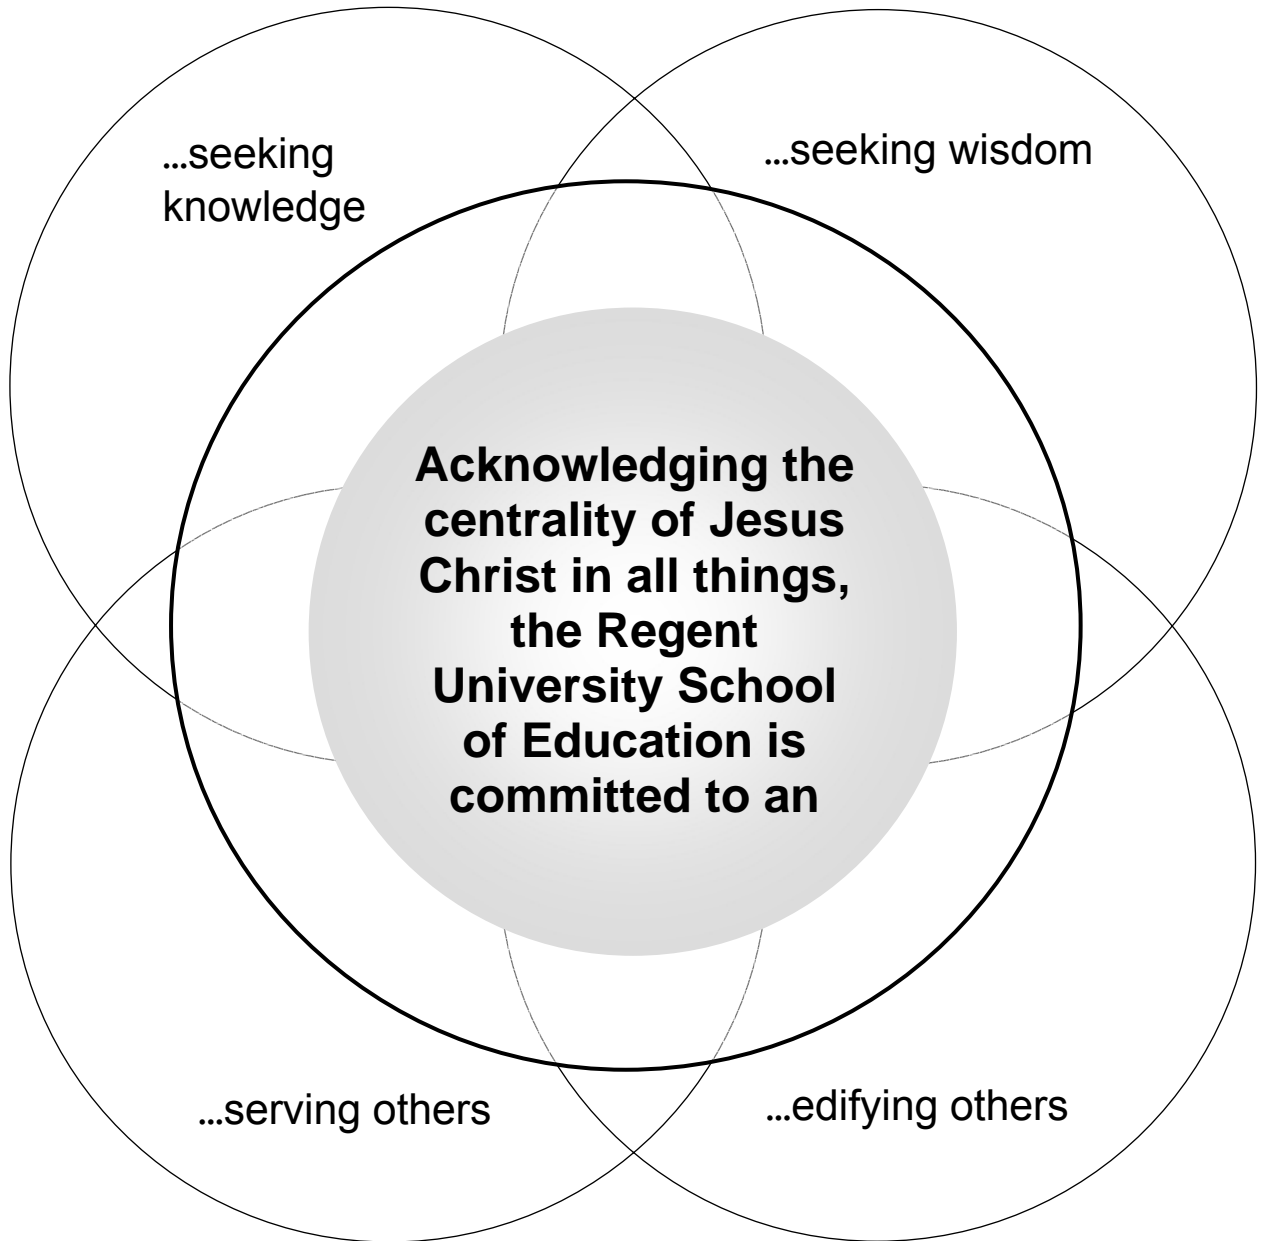 ...seeking
knowledge
...seeking wisdom
Acknowledging the
centrality of Jesus
Christ in all things,
the Regent
University School
of Education is
committed to an
...serving others
...edifying others